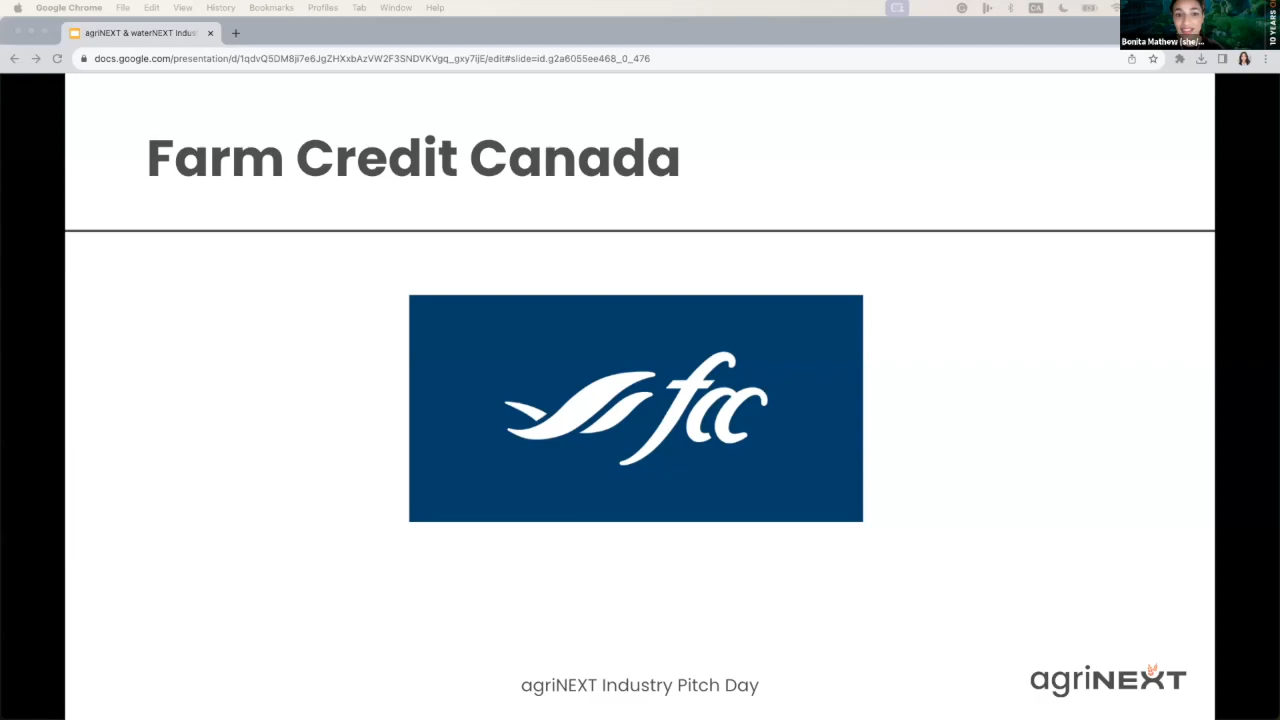 Google Chrome File Edit View History Bookmarks Profiles Tab Window Help
CA
agriNEXT & waterNEXT Indus
docs.google.com/presentation/d/1qdvQ5DM8ji7e6JgZHXxbAzVW2F3SNDVKVgq_gxy7ijE/edit#slide=id.g2a6055ee468_0_476
Bonita Mathew (she/...
10 YEARS
Farm Credit Canada
fcc
agriNEXT Industry Pitch Day
agriNEXT